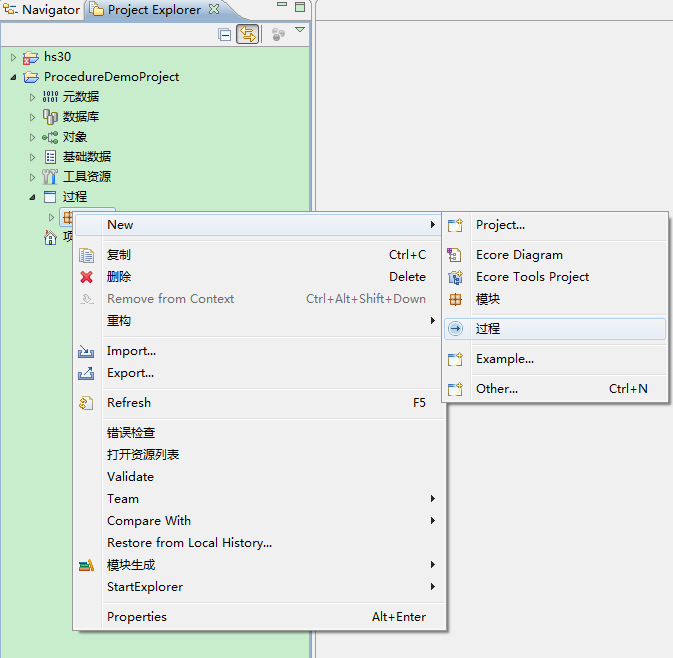 Navigator
Project Explorer
hs30
ProcedureDemoProject
元数据
数据库
对象
基础数据
工具资源
过程
New
复制 Ctrl+C
删除 Delete
Remove from Context Ctrl+Alt+Shift+Down
重构
Import...
Export...
Refresh F5
错误检查
打开资源列表
Validate
Team
Compare With
Restore from Local History...
模块生成
StartExplorer
Properties Alt+Enter
Project...
Ecore Diagram
Ecore Tools Project
模块
过程
Example...
Other... Ctrl+N